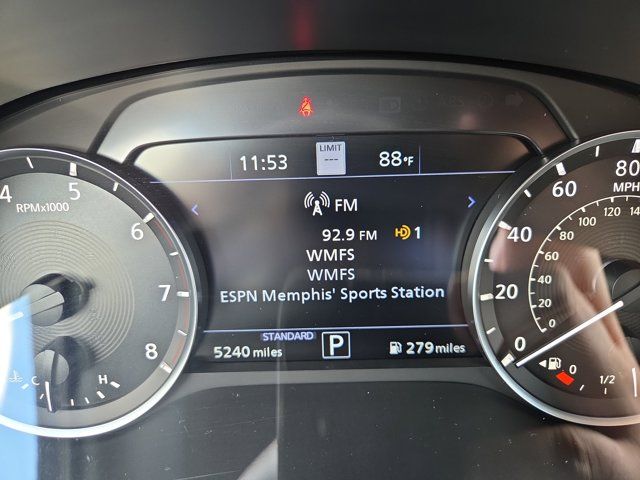 LIMIT
11:53 --- 88°F
FM
92.9 FM HD 1
WMFS
WMFS
ESPN Memphis' Sports Station
STANDARD
5240 miles P 279 miles
4 5 6 7 8
RPMx1000
C H
0 20 40 60 80
MPH
0 20 40 60 80 100 120
0 1/2